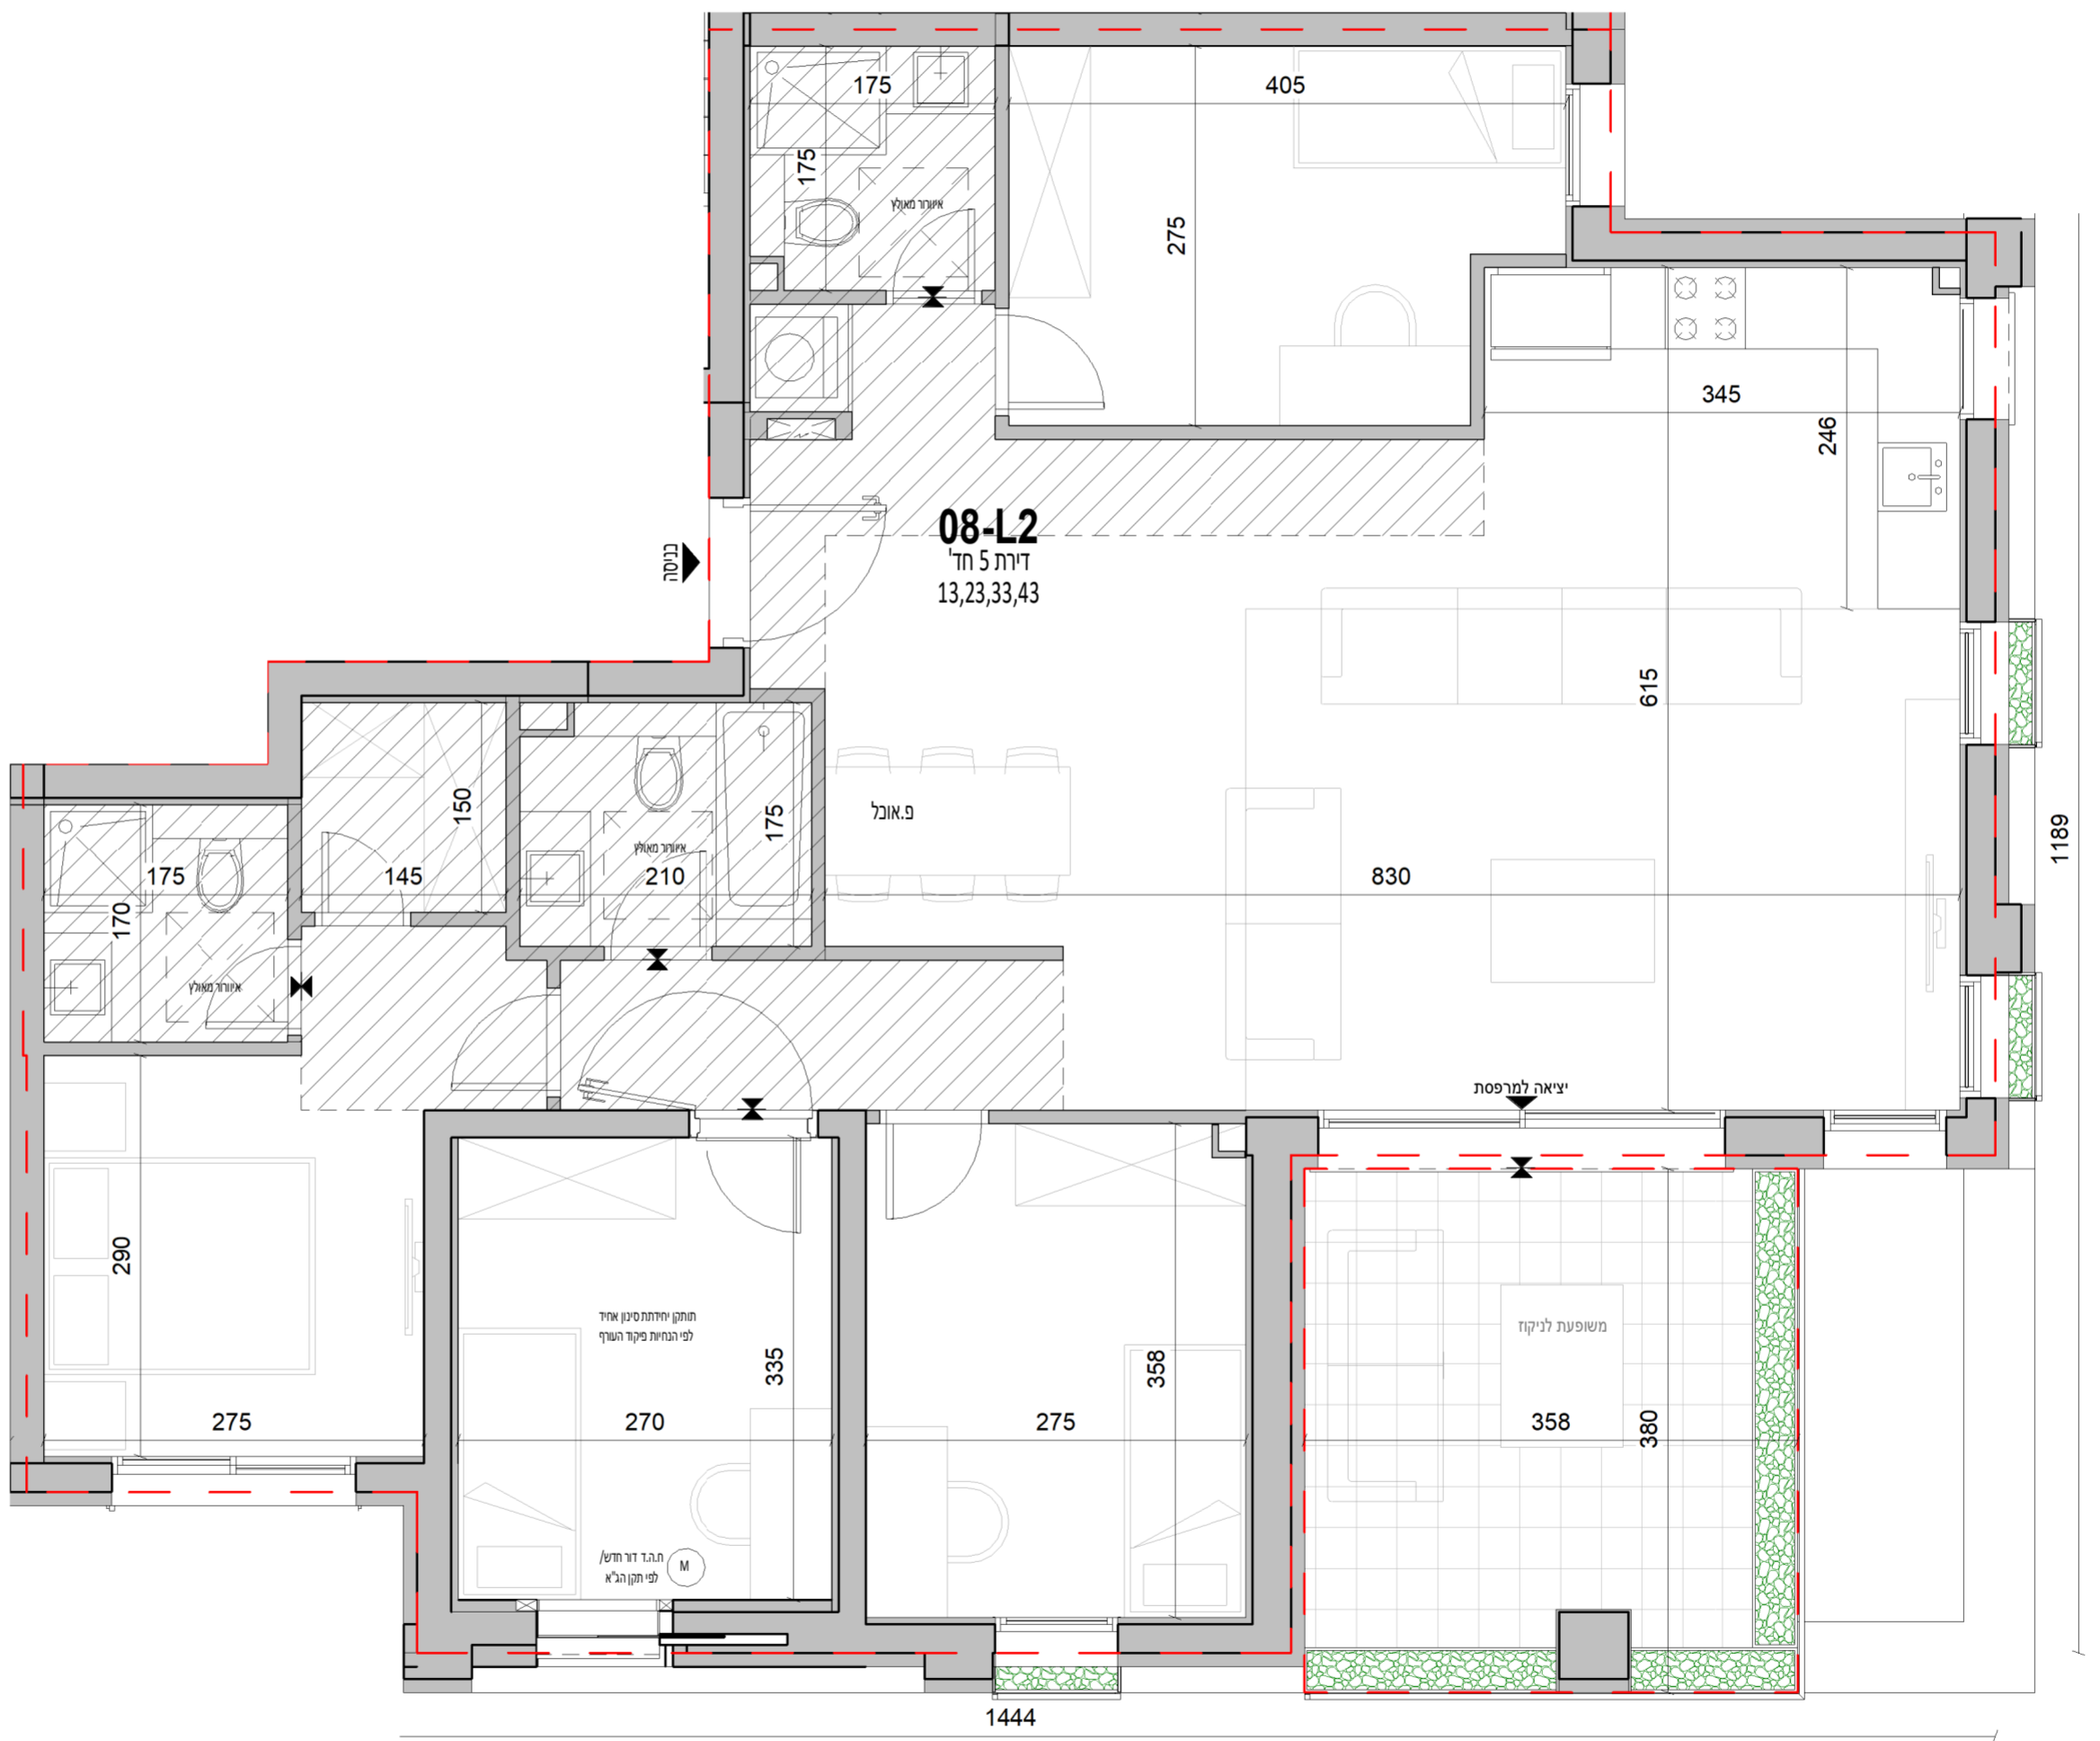 175
405
175
איוורור מאולץ
275
345
246
08-L2
דירת 5 חד'
13,23,33,43
כניסה
615
1189
150
175
פ.אוכל
איוורור מאולץ
175
145
210
830
170
איוורור מאולץ
יציאה למרפסת
290
תותקן יחידתת סינון אחיד
לפי הנחיות פיקוד העורף
335
358
משופעת לניקוז
275
270
275
358
380
ח.ה.ד דור חדש/
לפי תקן הג"א
M
1444